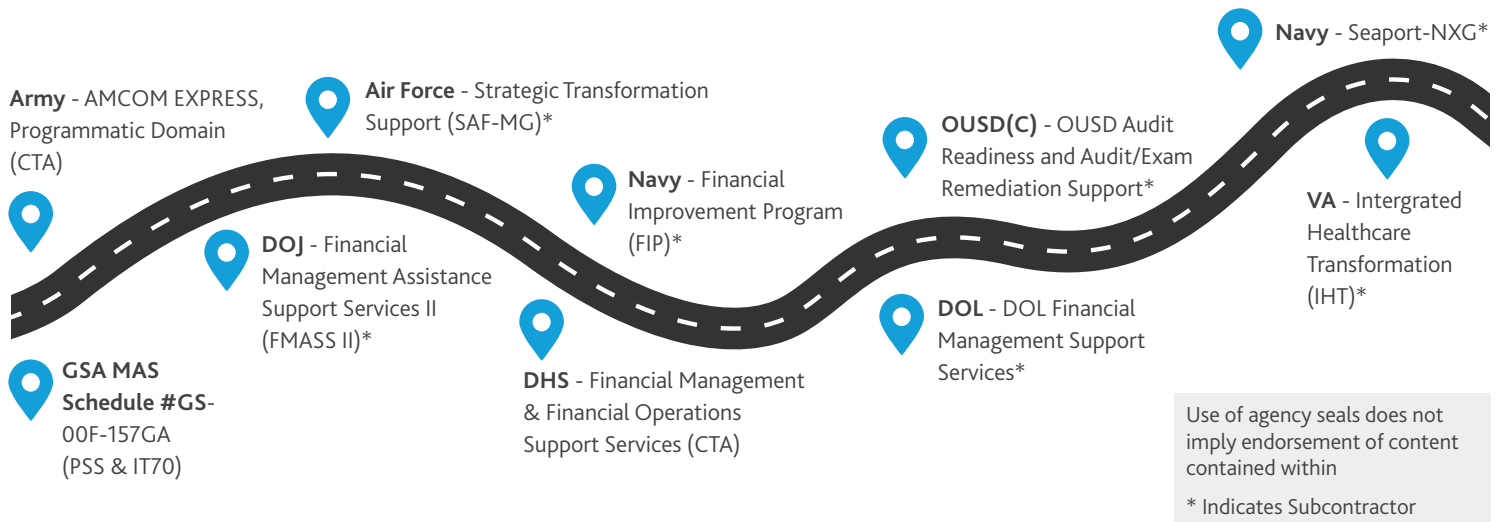 Army - AMCOM EXPRESS,
Programmatic Domain
(CTA)
GSA MAS
Schedule #GS-
00F-157GA
(PSS & IT70)
DOJ - Financial
Management Assistance
Support Services II
(FMASS II)*
Air Force - Strategic Transformation
Support (SAF-MG)*
DHS - Financial Management
& Financial Operations
Support Services (CTA)
Navy - Financial
Improvement Program
(FIP)*
OUSD(C) - OUSD Audit
Readiness and Audit/Exam
Remediation Support*
DOL - DOL Financial
Management Support
Services*
Navy - Seaport-NXG*
VA - Intergrated
Healthcare
Transformation
(IHT)*
Use of agency seals does not
imply endorsement of content
contained within
* Indicates Subcontractor